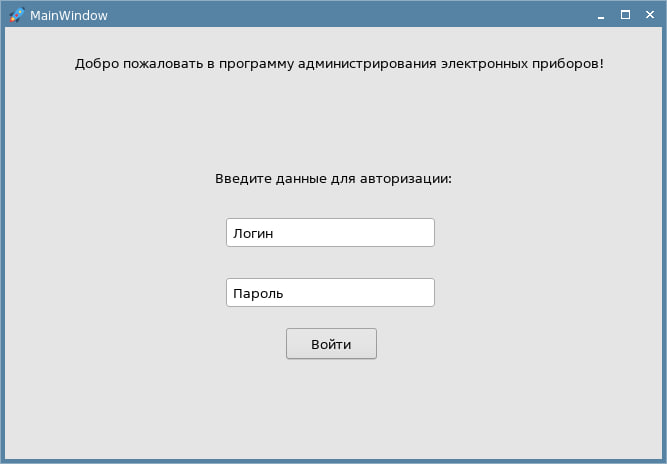 MainWindow
Добро пожаловать в программу администрирования электронных приборов!
Введите данные для авторизации:
Логин
Пароль
Войти